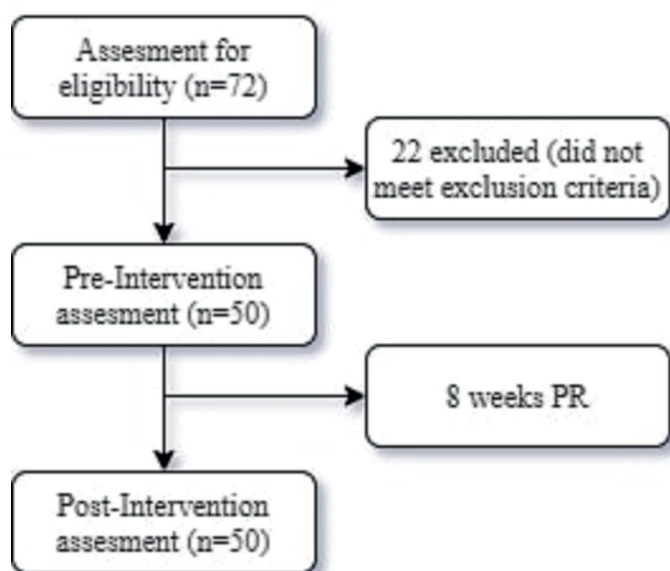 Assesment for
eligibility (n=72)
22 excluded (did not
meet exclusion criteria)
Pre-Intervention
assesment (n=50)
8 weeks PR
Post-Intervention
assesment (n=50)